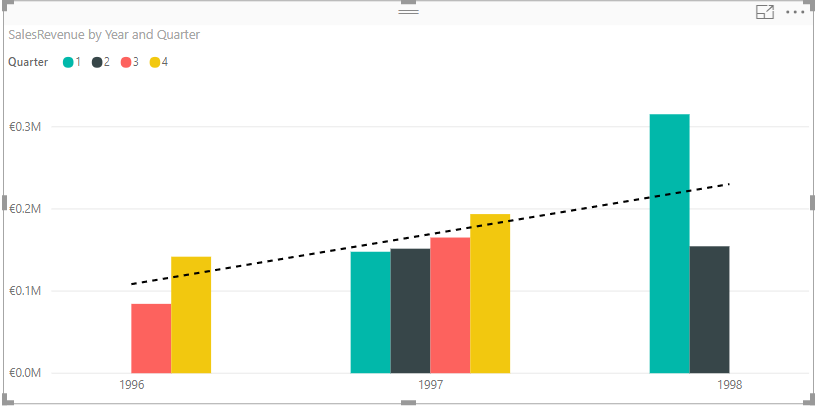 SalesRevenue by Year and Quarter
Quarter 1 2 3 4
€0.3M
€0.2M
€0.1M
€0.0M
1996 1997 1998